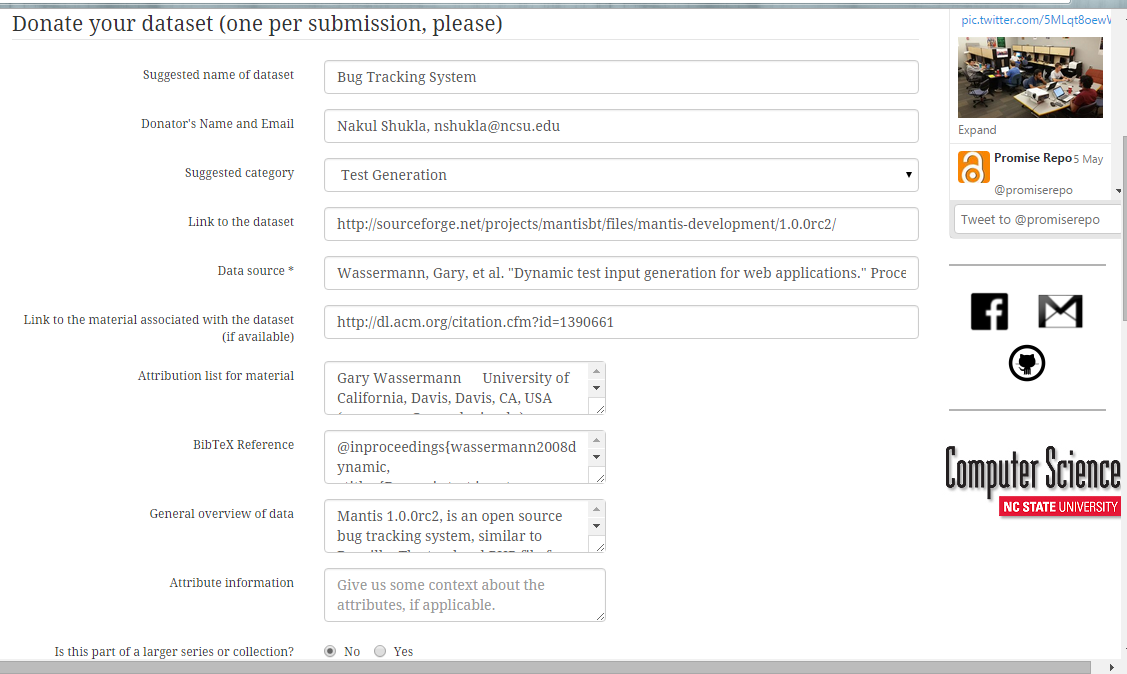 Donate your dataset (one per submission, please)
Suggested name of dataset
Bug Tracking System
Donator's Name and Email
Nakul Shukla, nshukla@ncsu.edu
Suggested category
Test Generation
Link to the dataset
http://sourceforge.net/projects/mantisbt/files/mantis-development/1.0.0rc2/
Data source *
Wassermann, Gary, et al. "Dynamic test input generation for web applications." Proce
Link to the material associated with the dataset
(if available)
http://dl.acm.org/citation.cfm?id=1390661
Attribution list for material
Gary Wassermann University of
California, Davis, Davis, CA, USA
BibTeX Reference
@inproceedings{wassermann2008d
ynamic,
General overview of data
Mantis 1.0.0rc2, is an open source
bug tracking system, similar to
Attribute information
Give us some context about the
attributes, if applicable.
Is this part of a larger series or collection?
No
Yes
pic.twitter.com/5MLqt8oewW
Expand
Promise Repo 5 May
@promiserepo
Tweet to @promiserepo
Computer Science
NC STATE UNIVERSITY